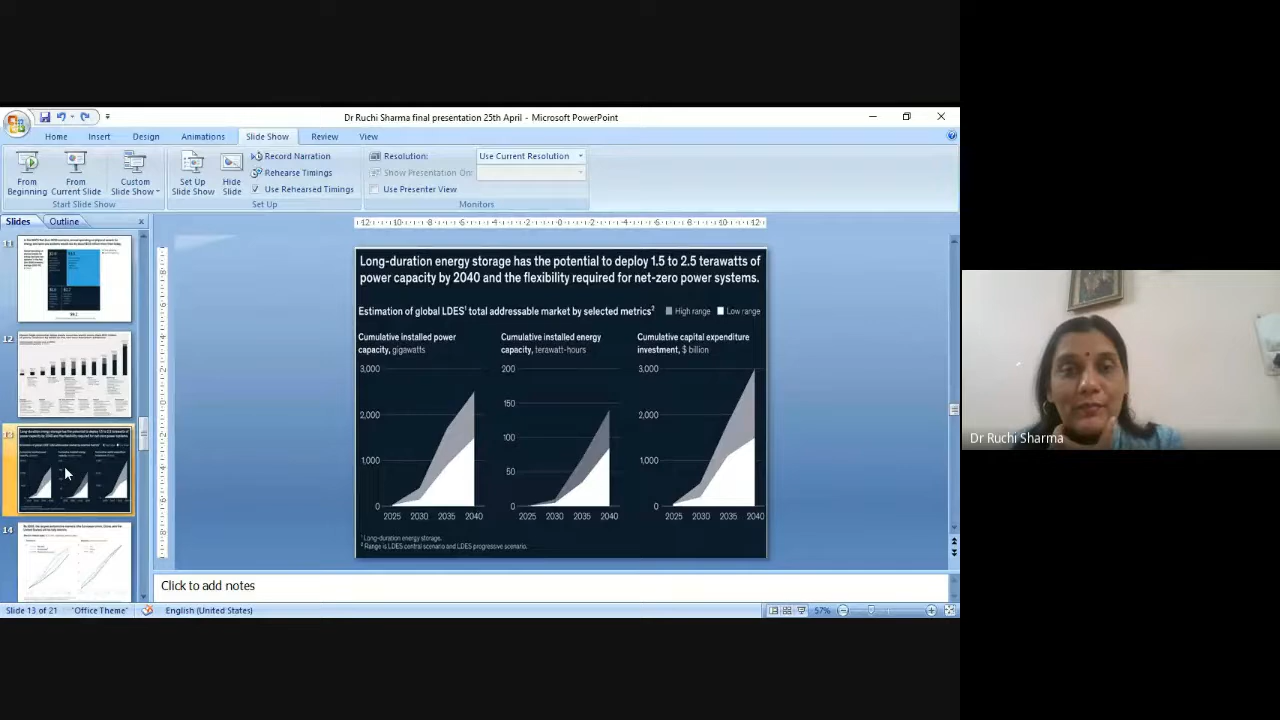 Dr Ruchi Sharma final presentation 25th April - Microsoft PowerPoint
Home Insert Design Animations Slide Show Review View
From Beginning
From Current Slide
Custom Slide Show
Start Slide Show
Set Up Slide Show
Hide Slide
Record Narration
Rehearse Timings
Use Rehearsed Timings
Set Up
Resolution: Use Current Resolution
Show Presentation On:
Use Presenter View
Monitors
Slides Outline
11
12
13
14
Long-duration energy storage has the potential to deploy 1.5 to 2.5 terawatts of
power capacity by 2040 and the flexibility required for net-zero power systems.
Estimation of global LDES¹ total addressable market by selected metrics² High range Low range
Cumulative installed power
capacity, gigawatts
3,000
2,000
1,000
0
2025 2030 2035 2040
Cumulative installed energy
capacity, terawatt-hours
200
150
100
50
0
2025 2030 2035 2040
Cumulative capital expenditure
investment, $ billion
3,000
2,000
1,000
0
2025 2030 2035 2040
¹ Long-duration energy storage.
² Range is LDES central scenario and LDES progressive scenario.
Click to add notes
Slide 13 of 21 "Office Theme" English (United States) 57%
Dr Ruchi Sharma